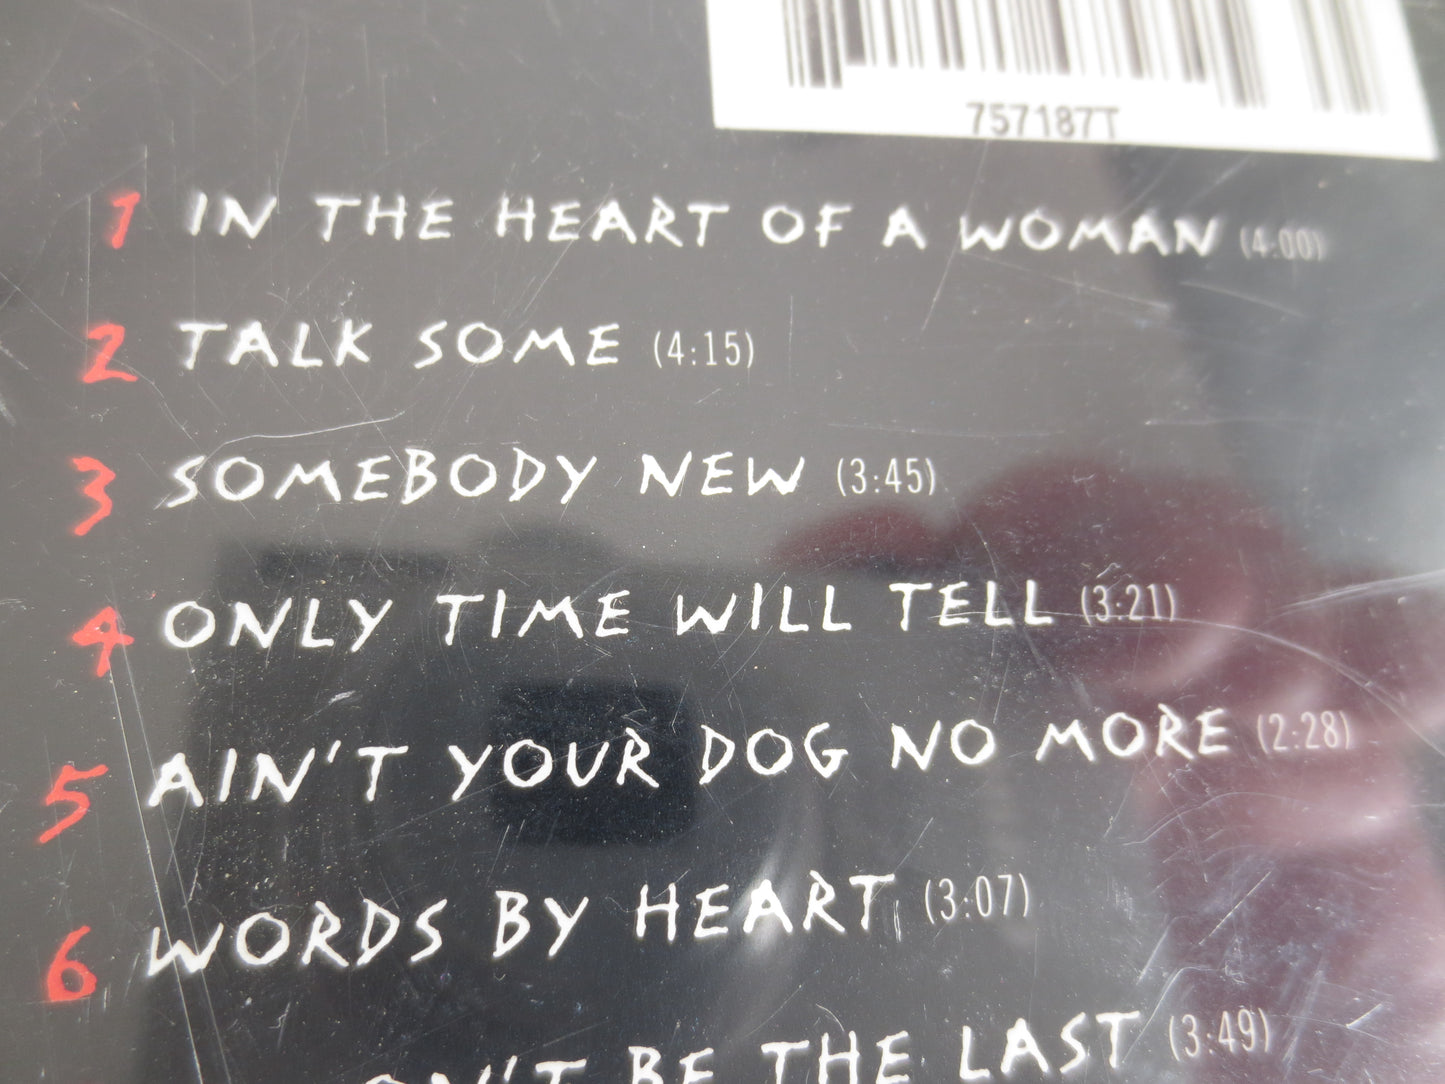 757187T
1 IN THE HEART OF A WOMAN (4:00)
2 TALK SOME (4:15)
3 SOMEBODY NEW (3:45)
4 ONLY TIME WILL TELL (3:21)
5 AIN'T YOUR DOG NO MORE (2:28)
6 WORDS BY HEART (3:07)
BE THE LAST (3:49)